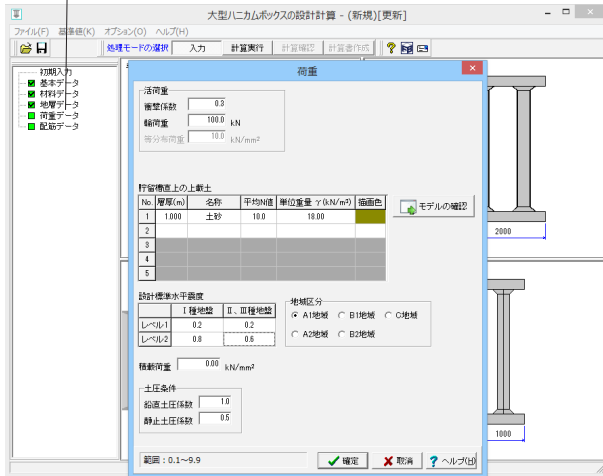 大型ハニカムボックスの設計計算 - (新規)[更新]
ファイル(F) 基準値(K) オプション(O) ヘルプ(H)
処理モードの選択 入力 計算実行 計算確認 計算書作成
初期入力
基本データ
材料データ
地層データ
荷重データ
配筋データ
荷重
活荷重
衝撃係数 0.3
輪荷重 100.0 kN
等分布荷重 10.0 kN/mm²
貯留槽直上の上載土
No. 層厚(m) 名称 平均N値 単位重量 γ(kN/m³) 描画色
1 1.000 土砂 10.0 18.00
2
3
4
5
モデルの確認
設計標準水平震度
Ⅰ種地盤 Ⅱ、Ⅲ種地盤
レベル1 0.2 0.2
レベル2 0.8 0.6
地域区分
A1地域 B1地域 C地域
A2地域 B2地域
積載荷重 0.00 kN/mm²
土圧条件
鉛直土圧係数 1.0
静止土圧係数 0.5
範囲：0.1～9.9
確定 取消 ヘルプ(H)
2000
1000